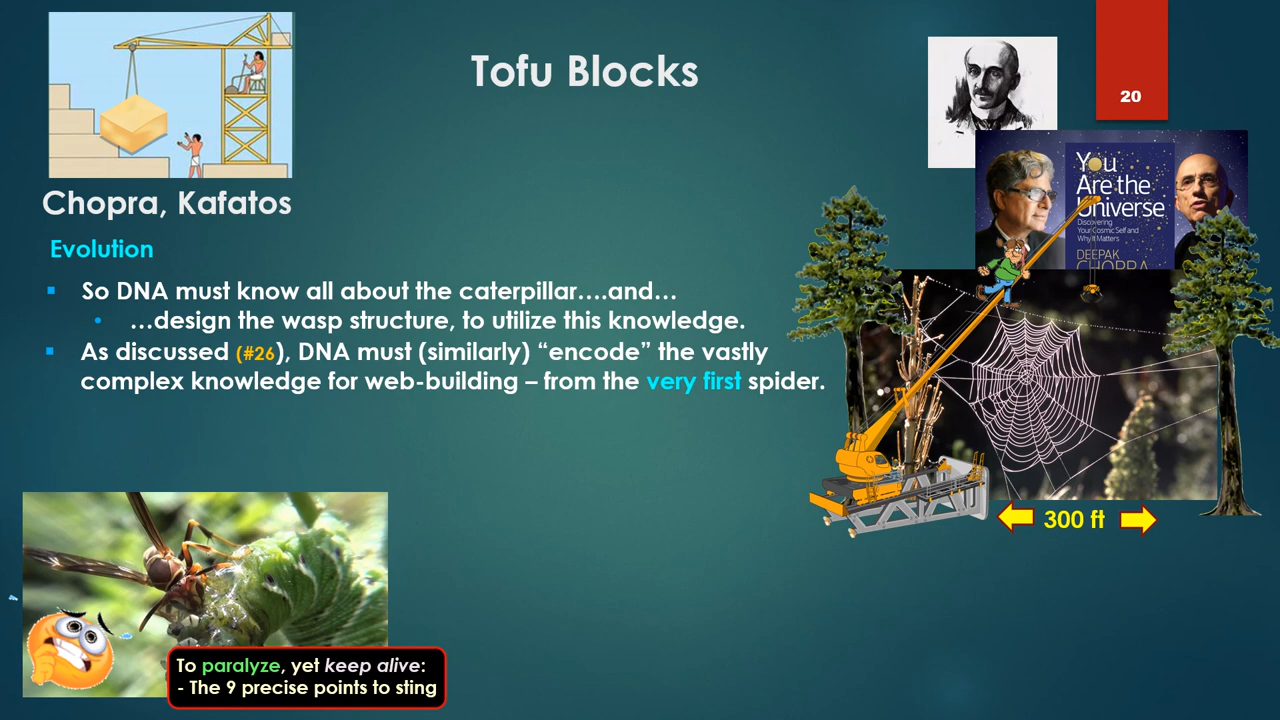 Tofu Blocks
20
You
Are the
Universe
Discovering
Your Cosmic Self and
Why It Matters
DEEPAK
CHOPRA
Chopra, Kafatos
Evolution
So DNA must know all about the caterpillar....and…
…design the wasp structure, to utilize this knowledge.
As discussed (#26), DNA must (similarly) “encode” the vastly
complex knowledge for web-building – from the very first spider.
300 ft
To paralyze, yet keep alive:
- The 9 precise points to sting